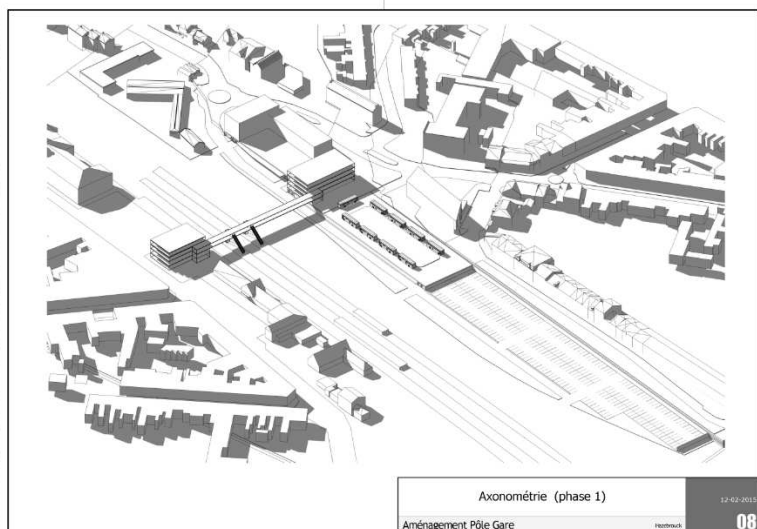 Axonométrie (phase 1)
12-02-2015
Aménagement Pôle Gare
Hazebrouck
08